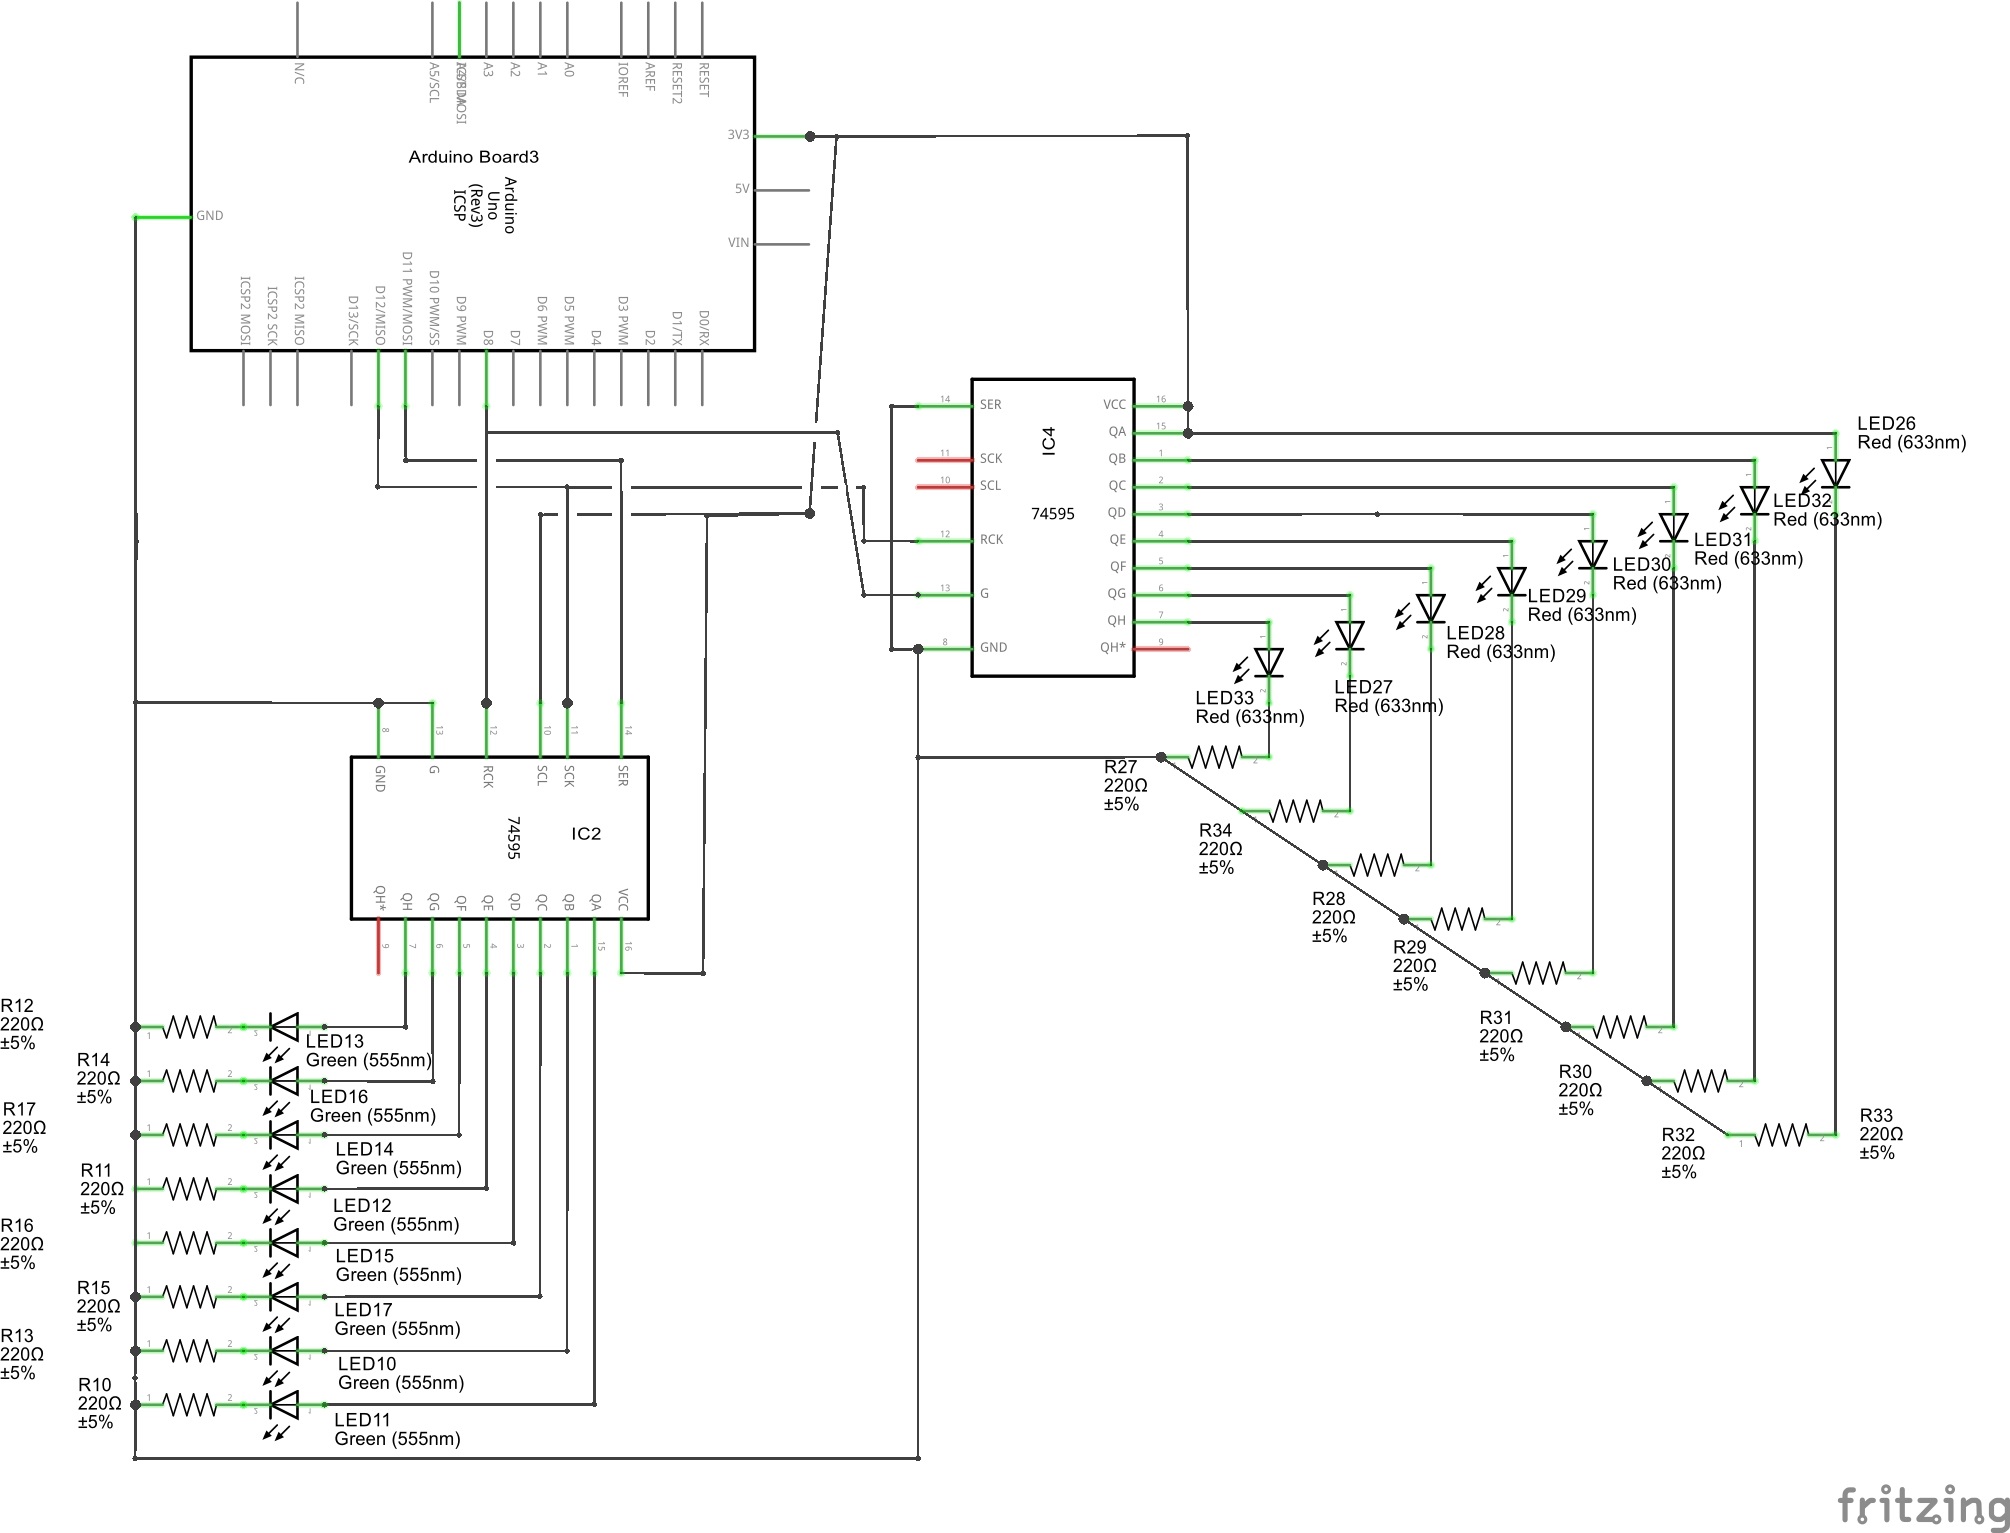 N/C
A5/SCL
A3
A2
A1
A0
IOREF
AREF
RESET2
RESET
3V3
5V
VIN
GND
Arduino Board3
Arduino
Uno
(Rev3)
ICSP
ICSP2 MOSI
ICSP2 SCK
ICSP2 MISO
D13/SCK
D12/MISO
D11 PWM/MOSI
D10 PWM/SS
D9 PWM
D8
D7
D6 PWM
D5 PWM
D4
D3 PWM
D2
D1/TX
D0/RX
14 SER
11 SCK
10 SCL
12 RCK
13 G
8 GND
IC4
74595
VCC 16
QA 15
QB 1
QC 2
QD 3
QE 4
QF 5
QG 6
QH 7
QH* 9
LED26
Red (633nm)
LED32
Red (633nm)
LED31
Red (633nm)
LED30
Red (633nm)
LED29
Red (633nm)
LED28
Red (633nm)
LED27
Red (633nm)
LED33
Red (633nm)
8 13 12 10 11 14
GND G RCK SCL SCK SER
74595
IC2
QH* QH QG QF QE QD QC QB QA VCC
9 7 6 5 4 3 2 1 15 16
R27
220Ω
±5%
R34
220Ω
±5%
R28
220Ω
±5%
R29
220Ω
±5%
R31
220Ω
±5%
R30
220Ω
±5%
R32
220Ω
±5%
R33
220Ω
±5%
R12
220Ω
±5%
LED13
Green (555nm)
R14
220Ω
±5%
LED16
Green (555nm)
R17
220Ω
±5%
LED14
Green (555nm)
R11
220Ω
±5%
LED12
Green (555nm)
R16
220Ω
±5%
LED15
Green (555nm)
R15
220Ω
±5%
LED17
Green (555nm)
R13
220Ω
±5%
LED10
Green (555nm)
R10
220Ω
±5%
LED11
Green (555nm)
fritzing